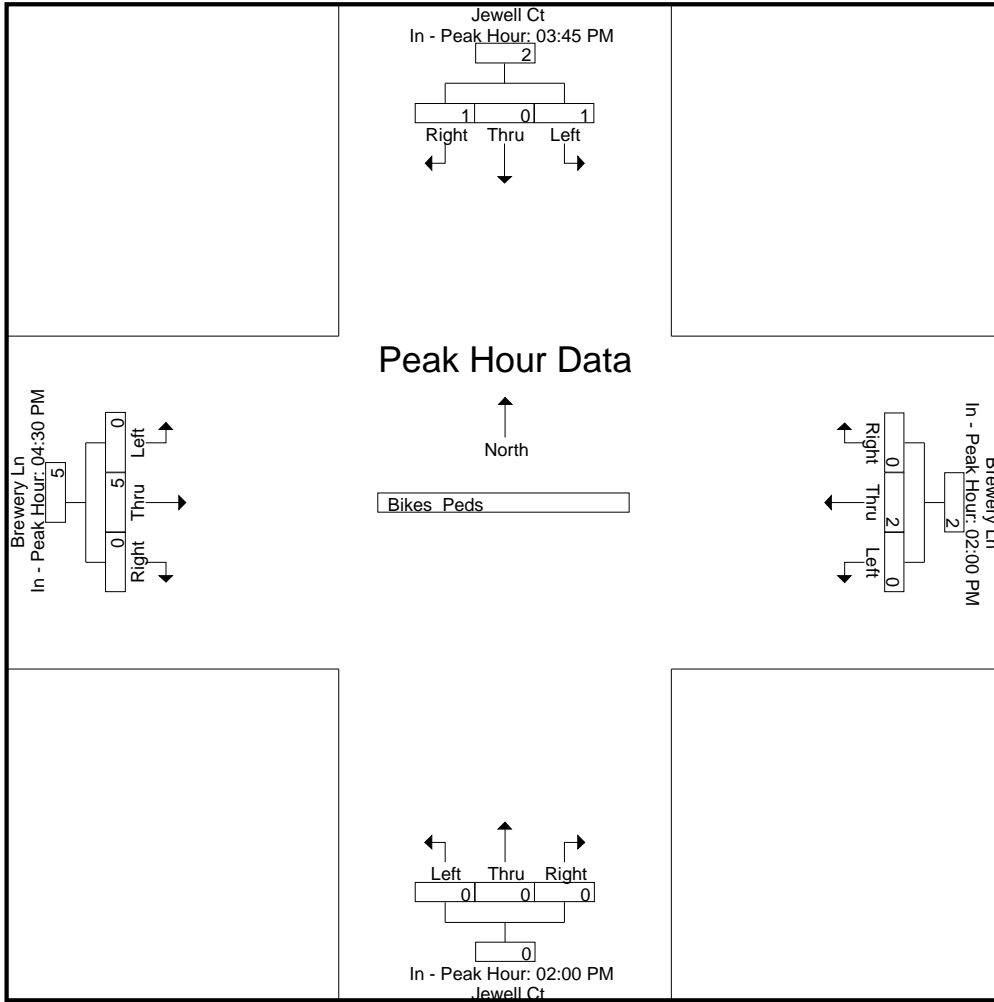 Jewell Ct
In - Peak Hour: 03:45 PM
2
1 0 1
Right Thru Left
Peak Hour Data
North
Bikes Peds
Brewery Ln
In - Peak Hour: 04:30 PM
5
0 5 0
Left Thru Right
Brewery Ln
In - Peak Hour: 02:00 PM
2
0 2 0
Right Thru Left
Left Thru Right
0 0 0
0
In - Peak Hour: 02:00 PM
Jewell Ct